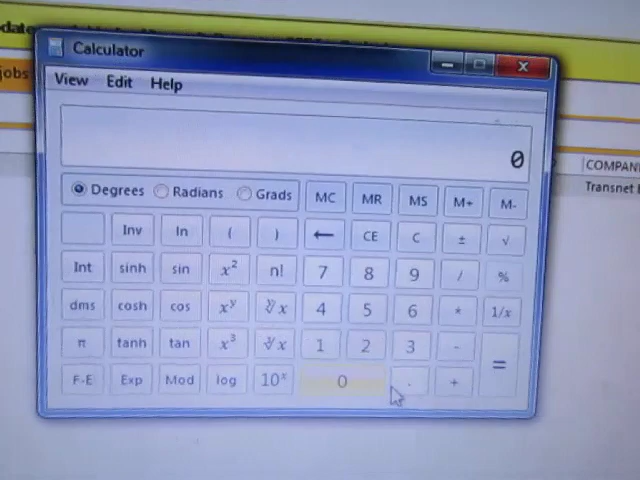 Calculator
jobs
View Edit Help
0
COMPAN
Transnet
Degrees Radians Grads MC MR MS M+ M-
Inv ln ( ) ← CE C ± √
Int sinh sin x² n! 7 8 9 / %
dms cosh cos xʸ ʸ√x 4 5 6 * 1/x
π tanh tan x³ ³√x 1 2 3 - =
F-E Exp Mod log 10ˣ 0 . +